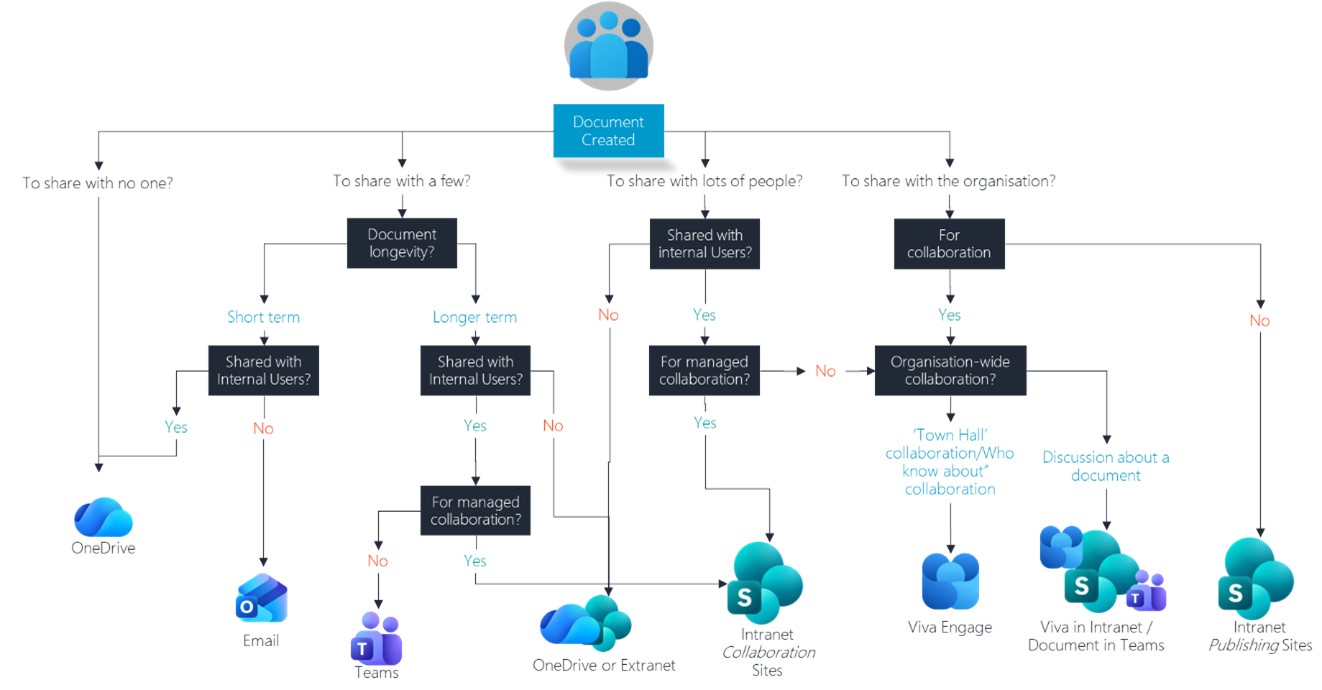 Document
Created
To share with no one?
To share with a few?
To share with lots of people?
To share with the organisation?
Document
longevity?
Shared with
internal Users?
For
collaboration
Short term
Longer term
No
Yes
Yes
No
Shared with
Internal Users?
Shared with
Internal Users?
For managed
collaboration?
No
Organisation-wide
collaboration?
Yes
No
Yes
No
Yes
'Town Hall'
collaboration/Who
know about"
collaboration
Discussion about a
document
For managed
collaboration?
OneDrive
No
Yes
O
Email
T
Teams
OneDrive or Extranet
S
Intranet
Collaboration
Sites
Viva Engage
S
T
Viva in Intranet /
Document in Teams
S
Intranet
Publishing Sites